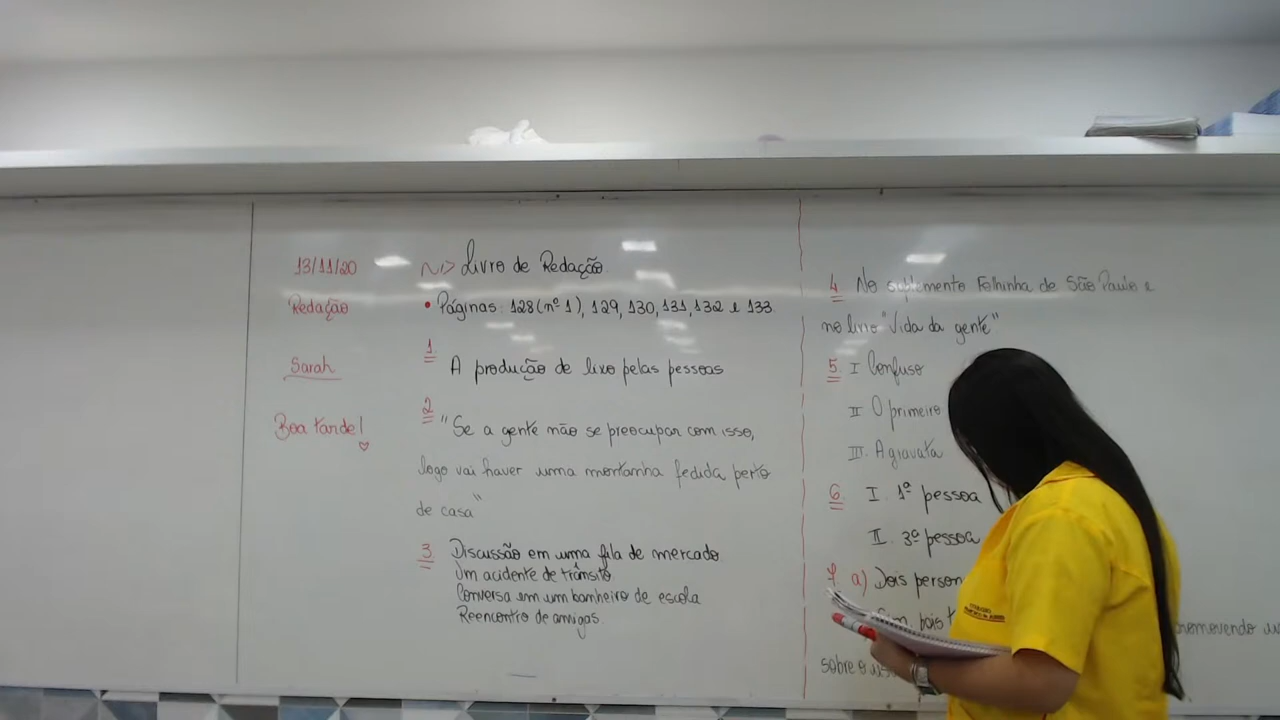 13/11/20
Redação
Sarah
Boa tarde!
Livro de Redação
• Páginas: 128 (nº 1), 129, 130, 131, 132 e 133
1
A produção de lixo pelas pessoas
2
"Se a gente não se preocupar com isso,
logo vai haver uma montanha fedida perto
de casa"
3 Discussão em uma fila de mercado
Um acidente de trânsito
Conversa em um banheiro de escola
Reencontro de amigos.
4 No suplemento Folhinha de São Paulo e
no livro "Vida da gente"
5 I Confuso
II O primeiro
III. A gravata
6 I. 1ª pessoa
II. 3ª pessoa
7 a) Dois
promovendo
sobre o